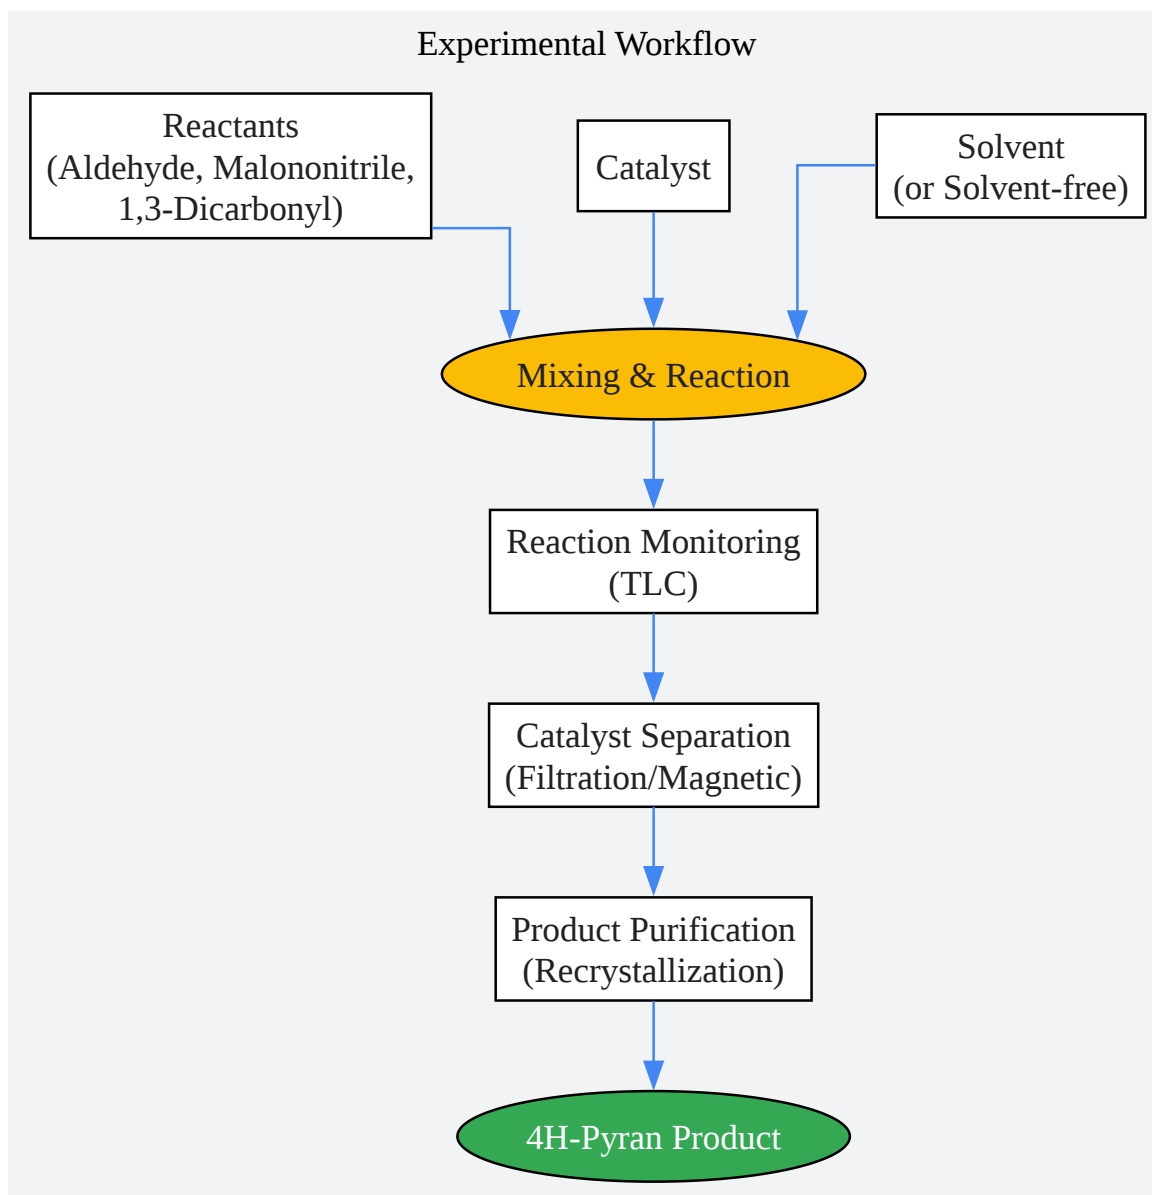 Experimental Workflow
Reactants
(Aldehyde, Malononitrile,
1,3-Dicarbonyl)
Catalyst
Solvent
(or Solvent-free)
Mixing & Reaction
Reaction Monitoring
(TLC)
Catalyst Separation
(Filtration/Magnetic)
Product Purification
(Recrystallization)
4H-Pyran Product